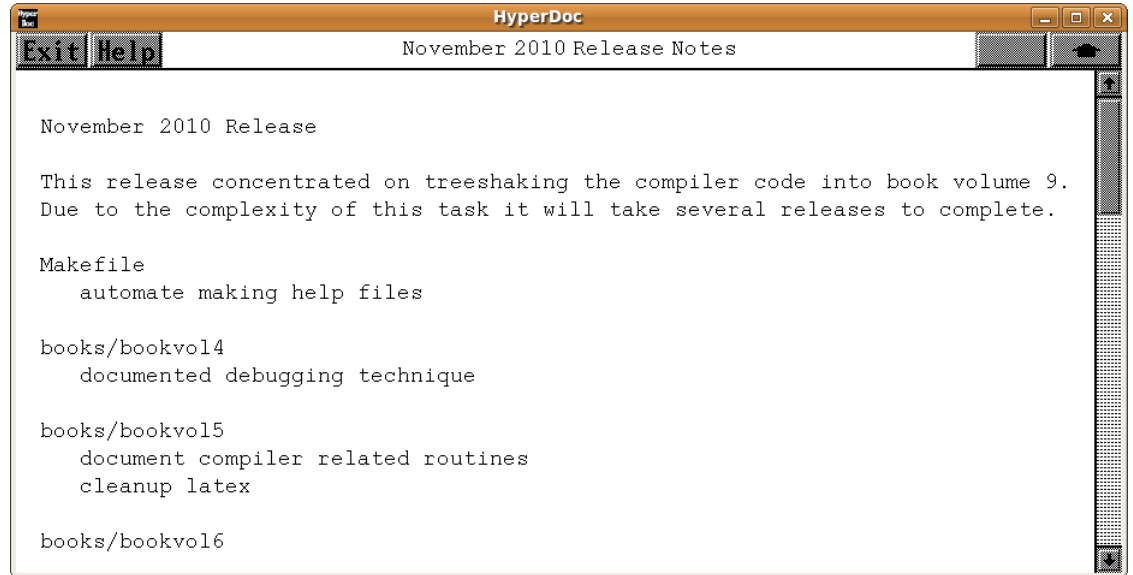 Hyper Doc
HyperDoc
Exit Help
November 2010 Release Notes
November 2010 Release
This release concentrated on treeshaking the compiler code into book volume 9.
Due to the complexity of this task it will take several releases to complete.
Makefile
automate making help files
books/bookvol4
documented debugging technique
books/bookvol5
document compiler related routines
cleanup latex
books/bookvol6